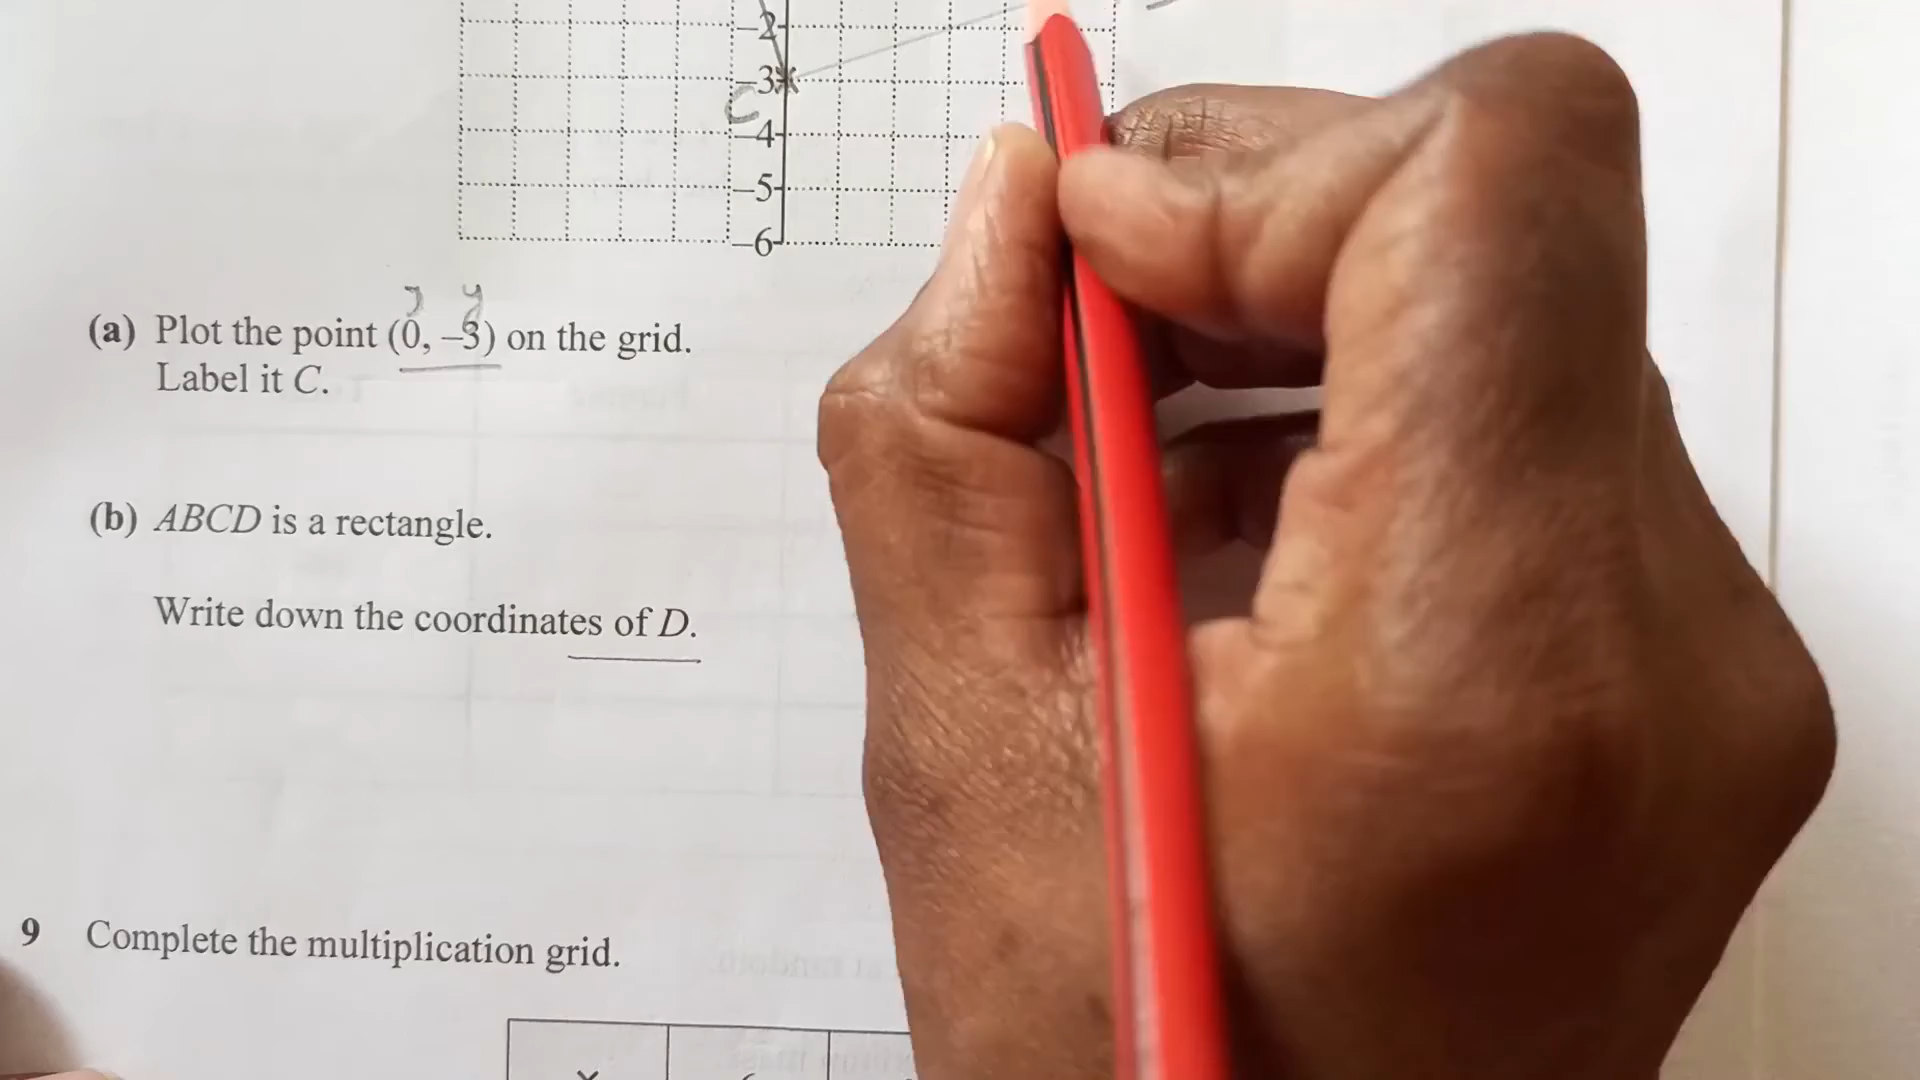 –2
–3
C
–4
–5
–6
y
(a) Plot the point (0, –3) on the grid.
Label it C.
(b) ABCD is a rectangle.
Write down the coordinates of D.
9 Complete the multiplication grid.
×